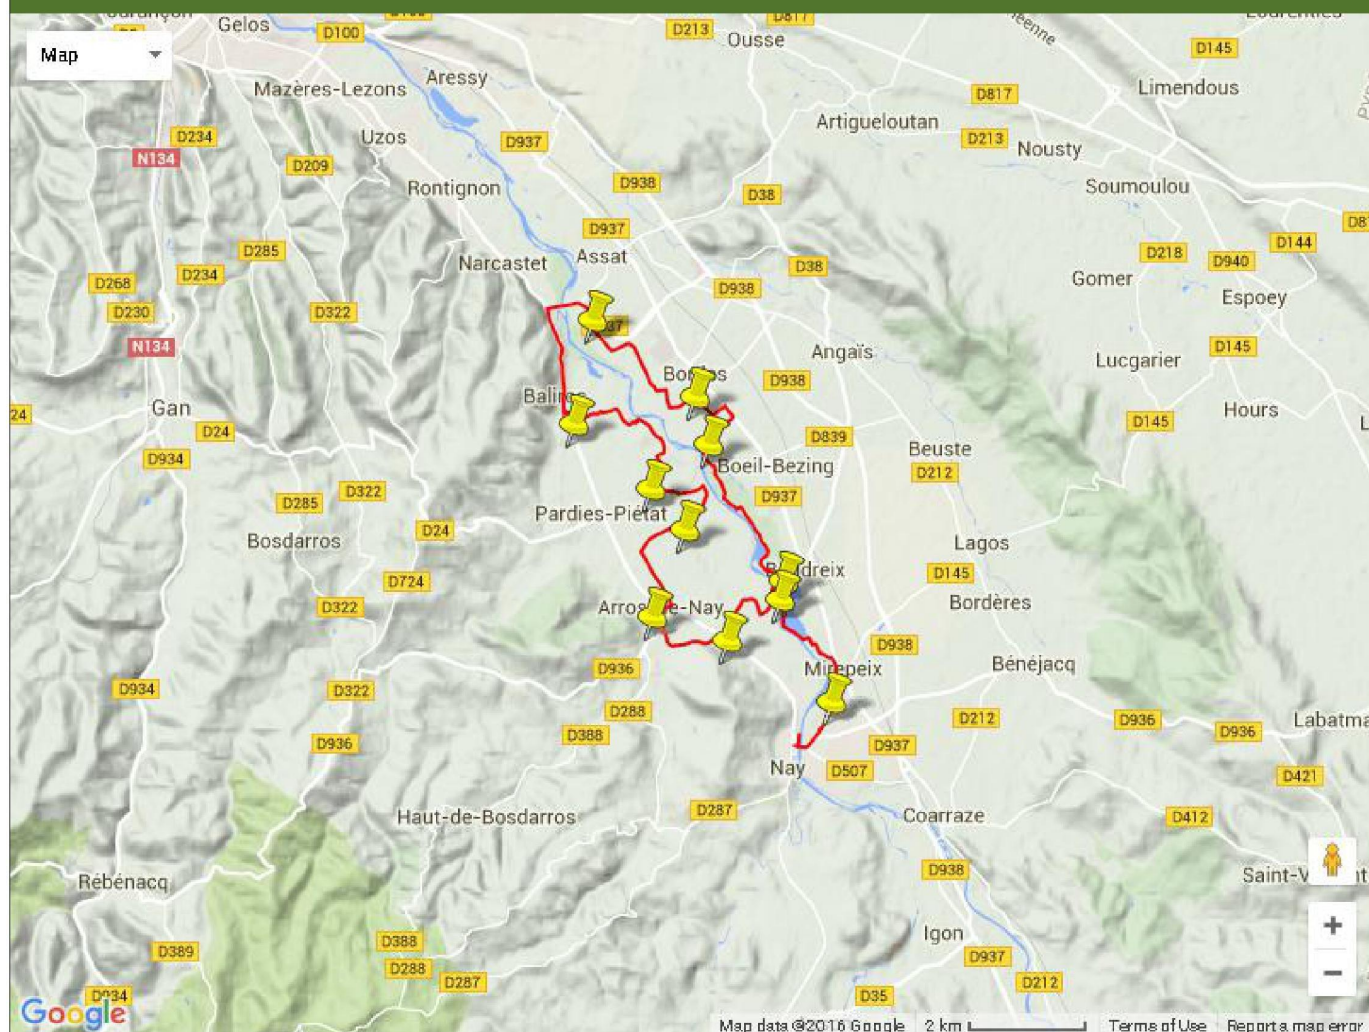 Gelos
D100
D213
D817
Ousse
D145
Map
Mazères-Lezons
Aressy
D817
Limendous
Artigueloutan
D234
Uzos
D937
D213
Nousty
N134
D209
D938
D38
Soumoulou
Rontignon
D937
D144
D285
Narcastet
Assat
D38
D218
D940
D268
D234
D938
Gomer
Espoey
D230
D322
N134
Angaïs
D145
Lucgarier
D938
Gan
Hours
D24
D839
D145
Beuste
D934
Boeil-Bezing
D212
D322
D937
D285
Pardies-Piétat
D24
Bosdarros
Lagos
D724
D145
D322
Bordères
D938
D936
Mirepeix
Bénéjacq
D934
D322
D288
D212
D936
D936
D388
D936
D937
Nay
D507
D421
D287
Haut-de-Bosdarros
Coarraze
D412
D938
Rébénacq
Igon
D388
D389
D937
D288
D287
D212
D35
Google
Map data ©2016 Google
2 km
Terms of Use
Report a map error